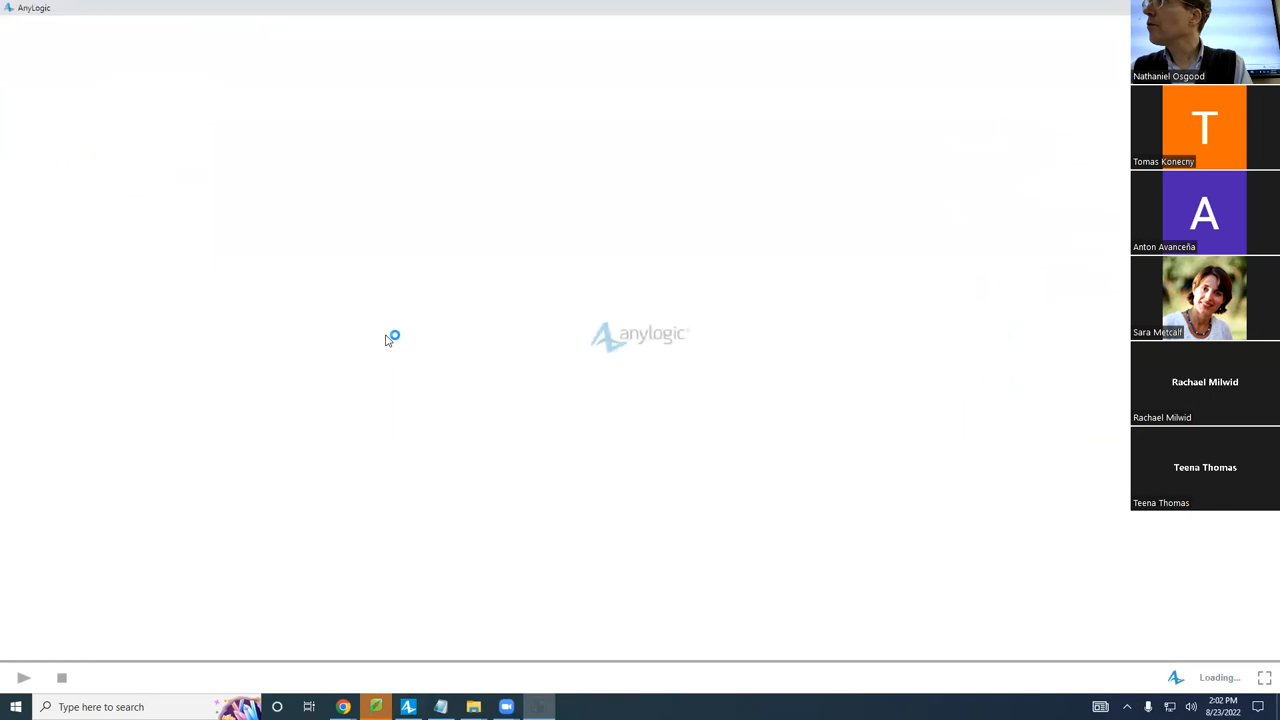 AnyLogic
Nathaniel Osgood
T
Tomas Konecny
A
Anton Avanceña
Sara Metcalf
Rachael Milwid
Rachael Milwid
Teena Thomas
Teena Thomas
anylogic
Loading...
Type here to search
2:02 PM
8/23/2022